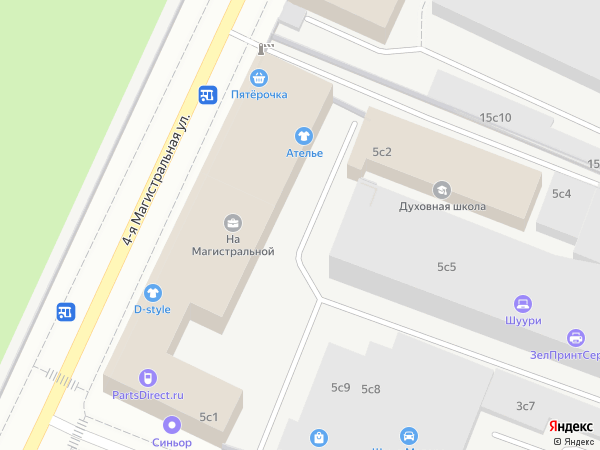 Пятёрочка
15с10
4-я Магистральная ул.
Ателье
5с2
15
5с4
Духовная школа
На
Магистральной
5с5
D-style
Шуури
ЗелПринтСер
PartsDirect.ru
5с9
5с8
5с1
3с7
Синьор
Яндекс
© Яндекс